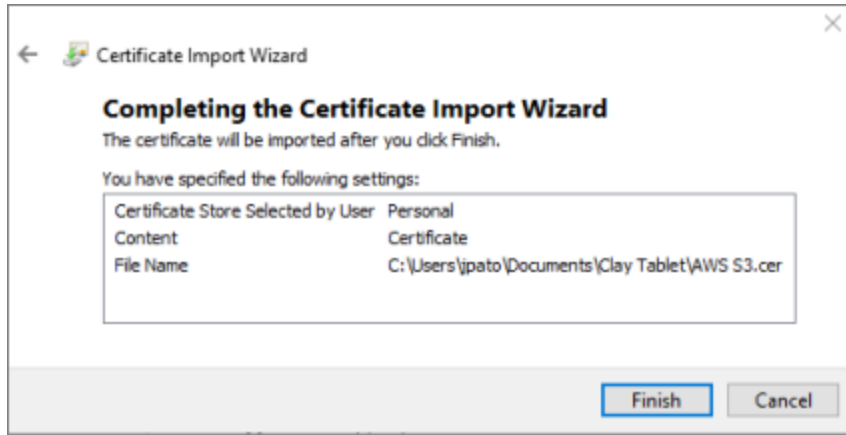 Certificate Import Wizard
Completing the Certificate Import Wizard
The certificate will be imported after you click Finish.
You have specified the following settings:
Certificate Store Selected by User Personal
Content Certificate
File Name C:\Users\jpato\Documents\Clay Tablet\AWS S3.cer
Finish Cancel